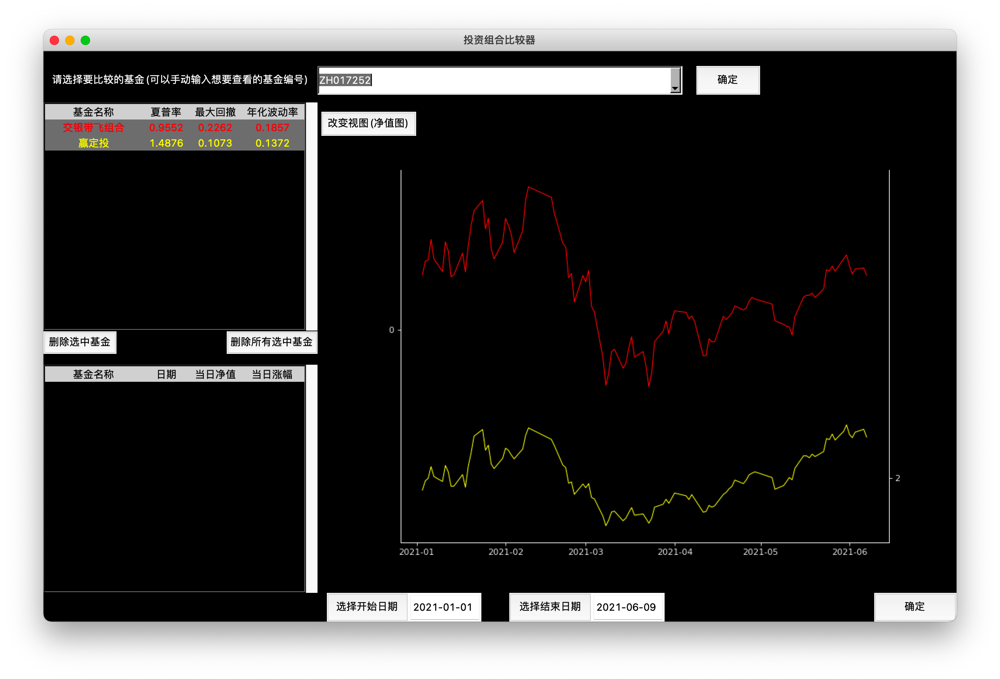 投资组合比较器
请选择要比较的基金(可以手动输入想要查看的基金编号) ZH017252 确定
基金名称 夏普率 最大回撤 年化波动率
交银带飞组合 0.9552 0.2262 0.1857
赢定投 1.4876 0.1073 0.1372
改变视图(净值图)
0
2
2021-01 2021-02 2021-03 2021-04 2021-05 2021-06
删除选中基金 删除所有选中基金
基金名称 日期 当日净值 当日涨幅
选择开始日期 2021-01-01 选择结束日期 2021-06-09 确定